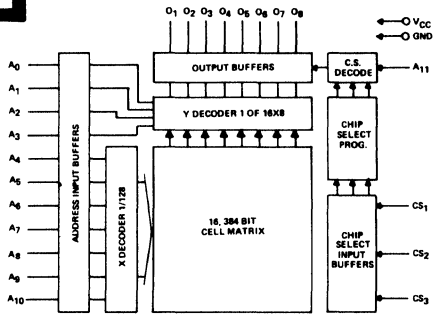 O1 O2 O3 O4 O5 O6 O7 O8
VCC
GND
A0
A1
A2
A3
A4
A5
A6
A7
A8
A9
A10
ADDRESS INPUT BUFFERS
X DECODER 1/128
OUTPUT BUFFERS
Y DECODER 1 OF 16X8
16, 384 BIT
CELL MATRIX
C.S.
DECODE
A11
CHIP
SELECT
PROG.
CHIP
SELECT
INPUT
BUFFERS
CS1
CS2
CS3